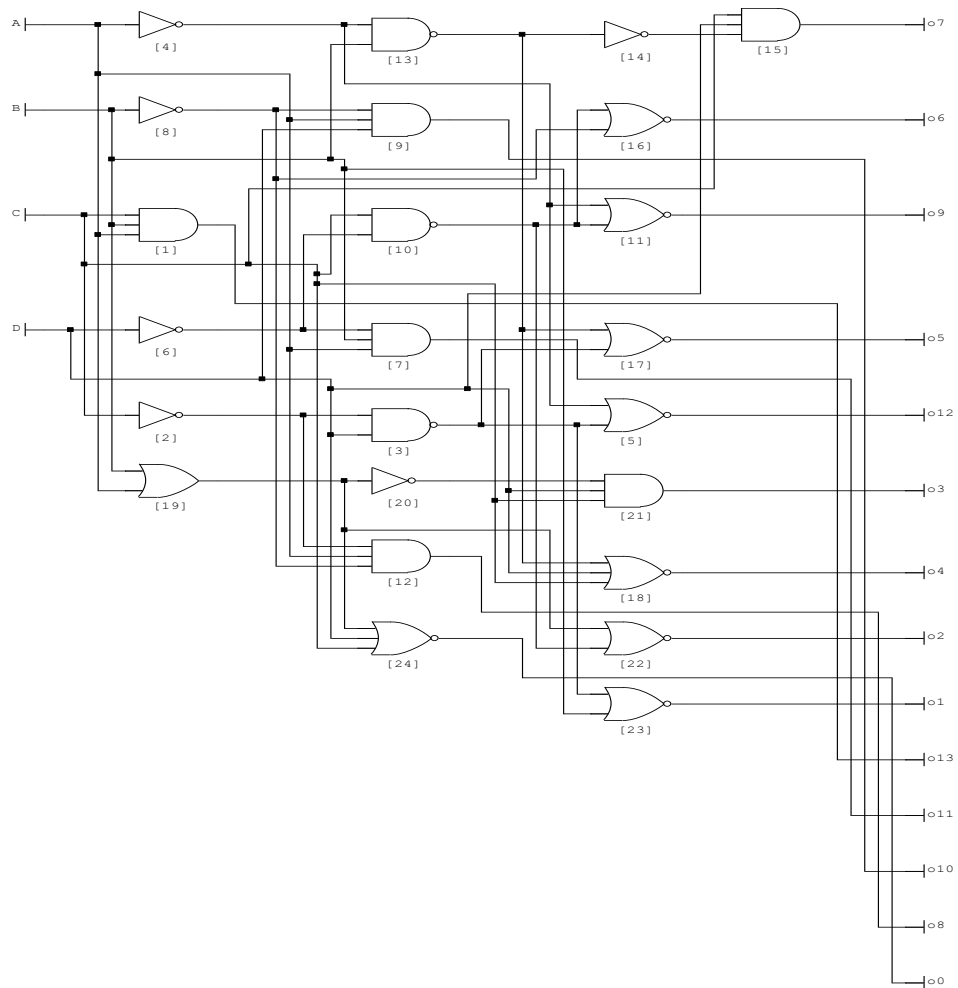 A
[4]
[13]
[14]
[15]
o7
B
[8]
[9]
[16]
o6
C
[1]
[10]
[11]
o9
D
[6]
[7]
[17]
o5
[2]
[3]
[5]
o12
[19]
[20]
[21]
o3
[12]
[18]
o4
[24]
[22]
o2
[23]
o1
o13
o11
o10
o8
o0